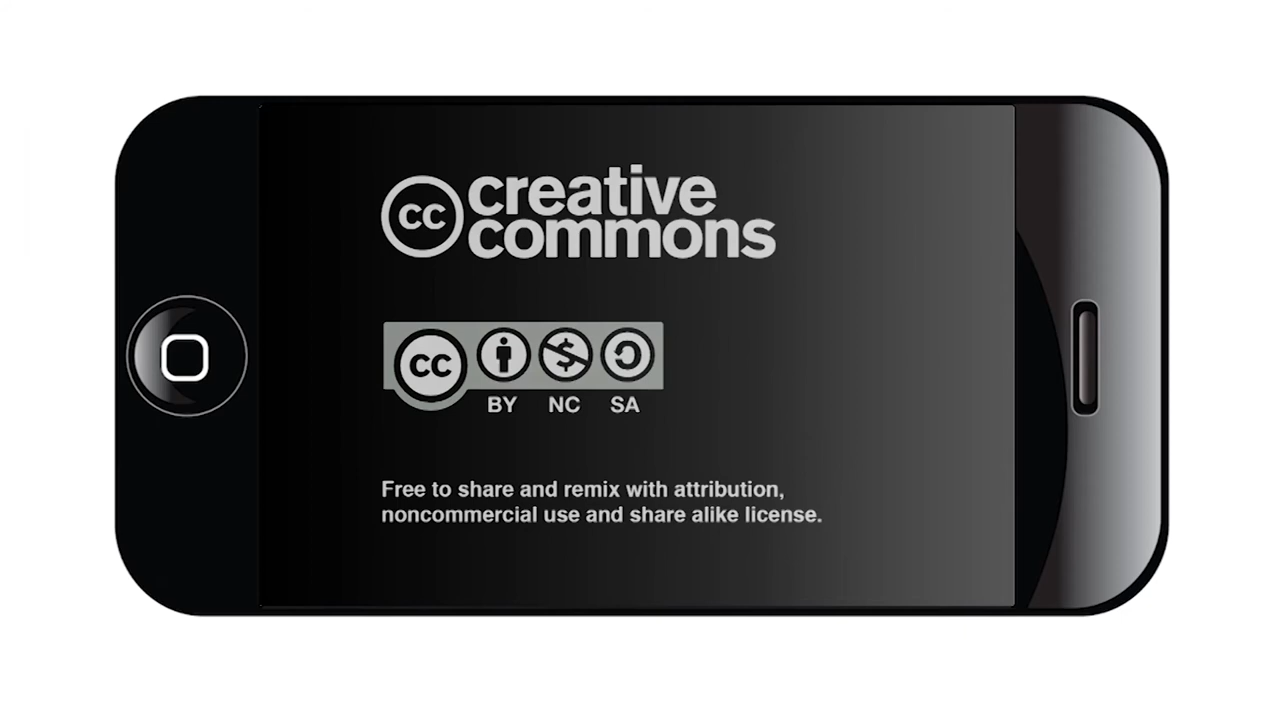 cc creative
commons
cc
BY NC SA
Free to share and remix with attribution,
noncommercial use and share alike license.